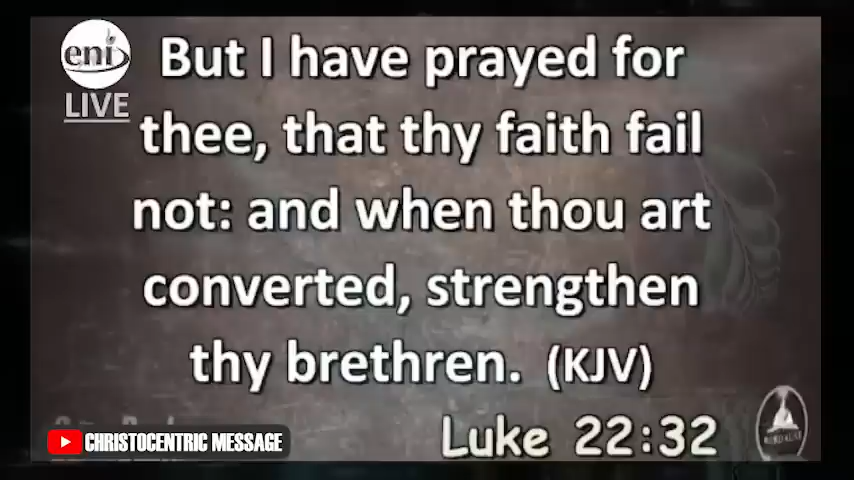 eni
LIVE
But I have prayed for
thee, that thy faith fail
not: and when thou art
converted, strengthen
thy brethren. (KJV)
Luke 22:32
CHRISTOCENTRIC MESSAGE